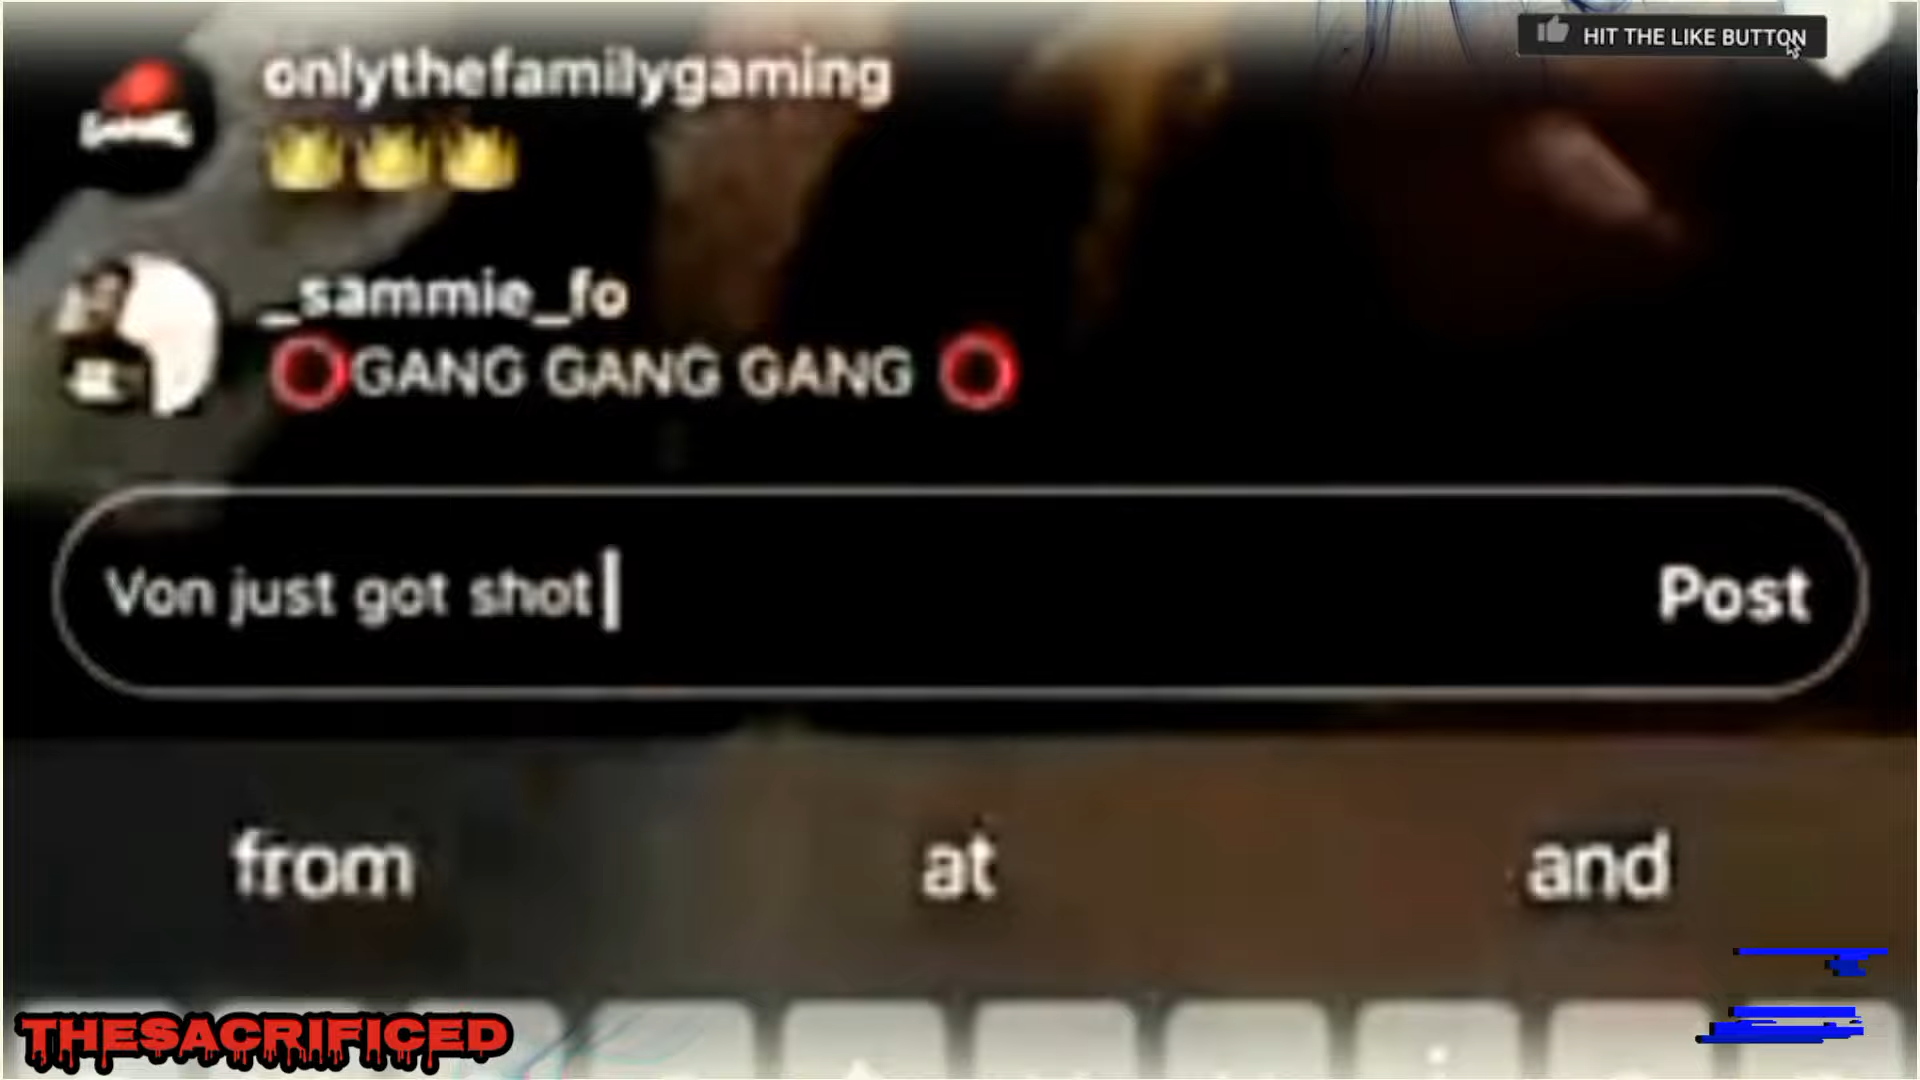 HIT THE LIKE BUTTON
onlythefamilygaming
👑👑👑
_sammie_fo
⭕GANG GANG GANG ⭕
Von just got shot
Post
from
at
and
THESACRIFICED